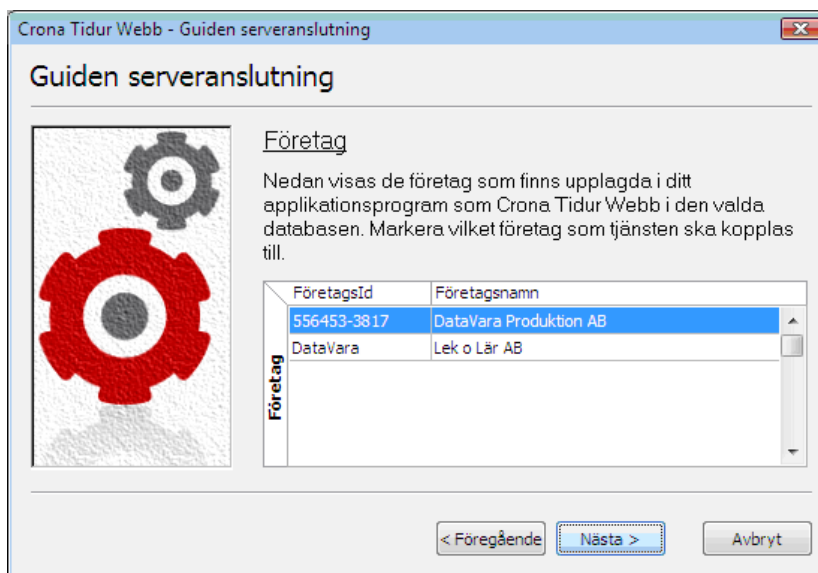 Crona Tidur Webb - Guiden serveranslutning
Guiden serveranslutning
Företag
Nedan visas de företag som finns upplagda i ditt
applikationsprogram som Crona Tidur Webb i den valda
databasen. Markera vilket företag som tjänsten ska kopplas
till.
FöretagsId Företagsnamn
556453-3817 DataVara Produktion AB
DataVara Lek o Lär AB
Företag
< Föregående Nästa > Avbryt